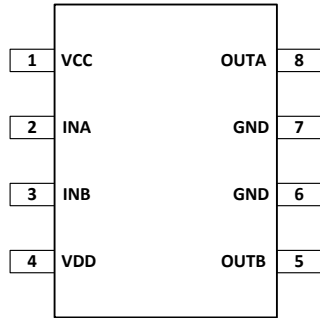 1 VCC OUTA 8
2 INA GND 7
3 INB GND 6
4 VDD OUTB 5